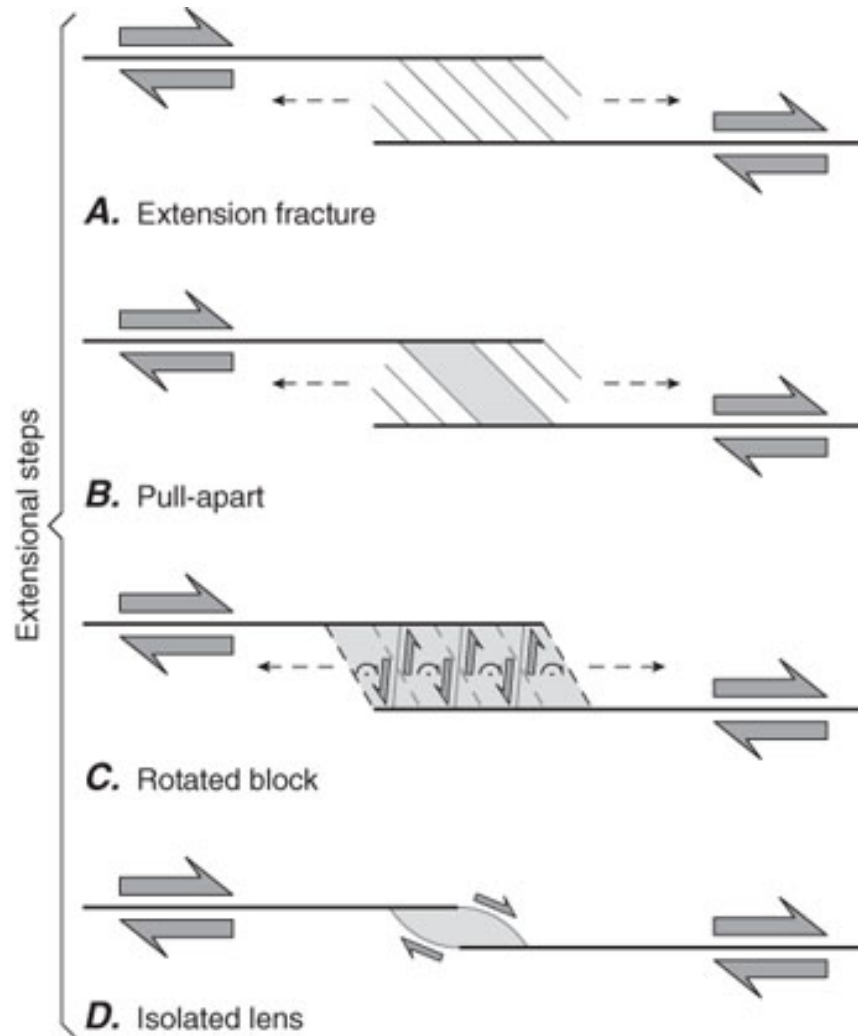 Extensional steps
A. Extension fracture
B. Pull-apart
C. Rotated block
D. Isolated lens